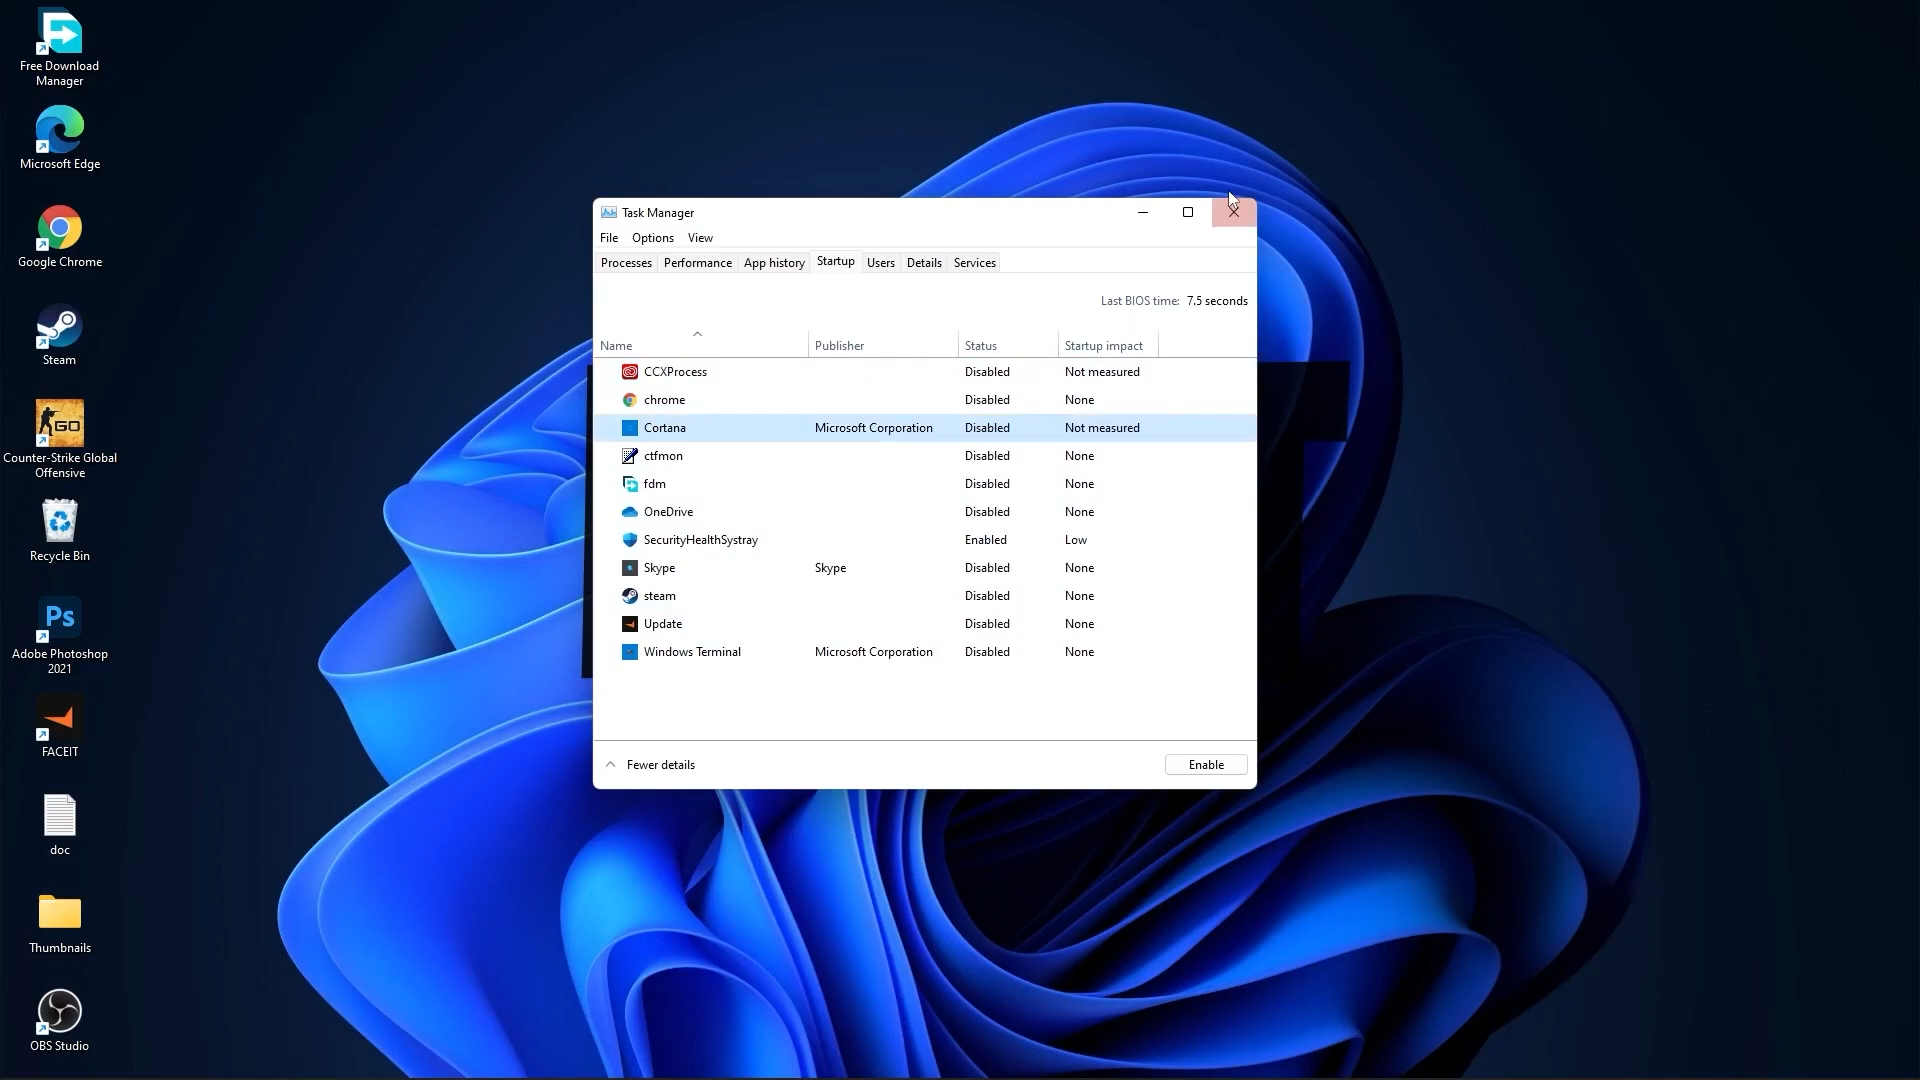 Free Download
Manager
Microsoft Edge
Google Chrome
Steam
GO
Counter-Strike Global
Offensive
Recycle Bin
Ps
Adobe Photoshop
2021
FACEIT
doc
Thumbnails
OBS Studio
Task Manager
File Options View
Processes Performance App history Startup Users Details Services
Last BIOS time: 7.5 seconds
Name Publisher Status Startup impact
CCXProcess Disabled Not measured
chrome Disabled None
Cortana Microsoft Corporation Disabled Not measured
ctfmon Disabled None
fdm Disabled None
OneDrive Disabled None
SecurityHealthSystray Enabled Low
Skype Skype Disabled None
steam Disabled None
Update Disabled None
Windows Terminal Microsoft Corporation Disabled None
Fewer details Enable